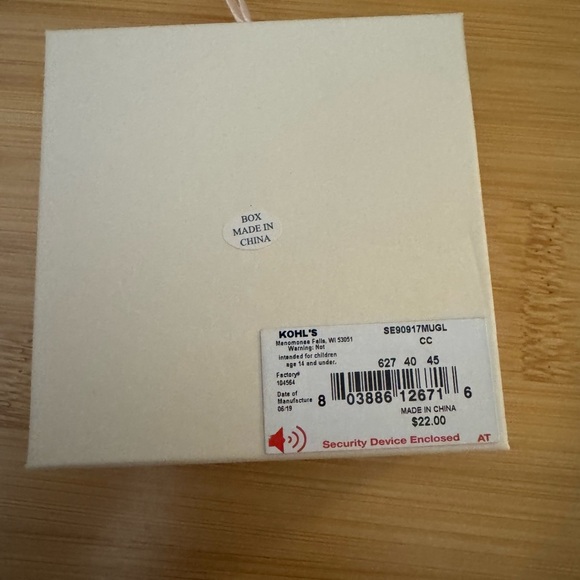 BOX
MADE IN
CHINA
KOHL'S
Menomonee Falls, WI 53051
Warning: Not
intended for children
age 14 and under.
Factory#
104564
Date of
Manufacture
06/19
SE90917MUGL
CC
627 40 45
8 03886 12671 6
MADE IN CHINA
$22.00
Security Device Enclosed AT